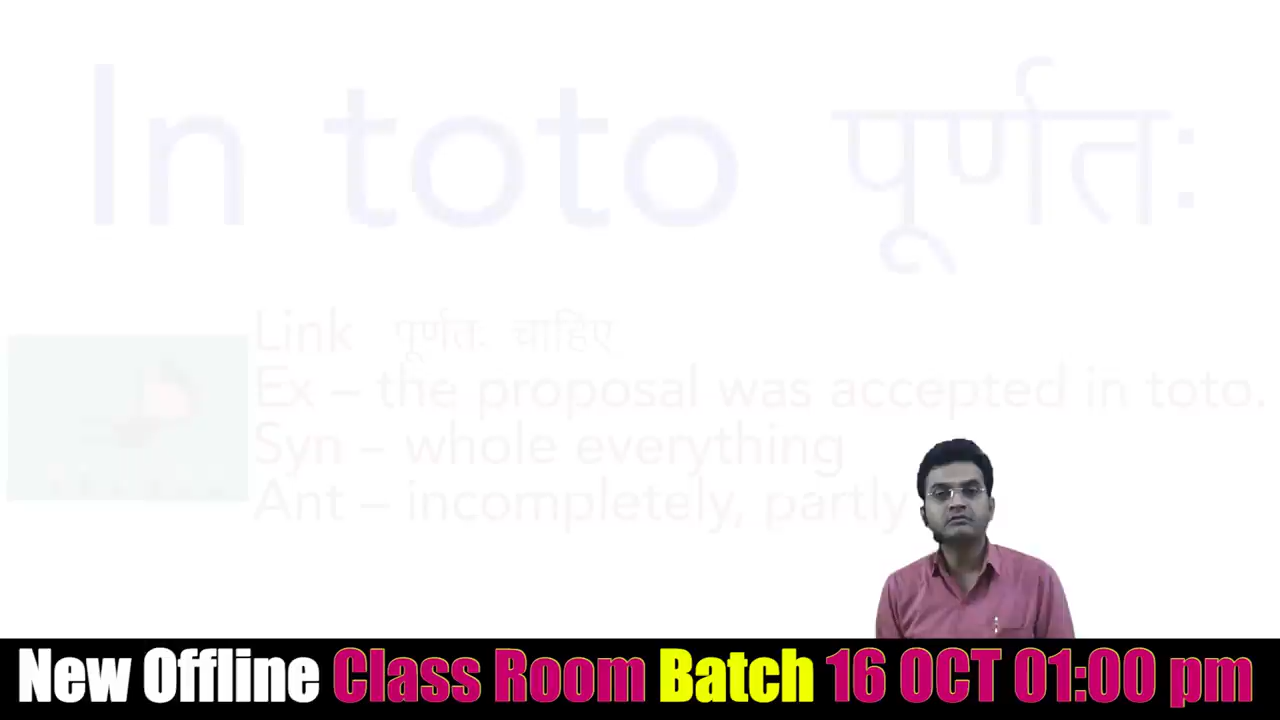 In toto पूर्णतः
Link पूर्णतः चाहिए
Ex – the proposal was accepted in toto.
Syn – whole everything
Ant – incompletely, partly
New Offline Class Room Batch 16 OCT 01:00 pm